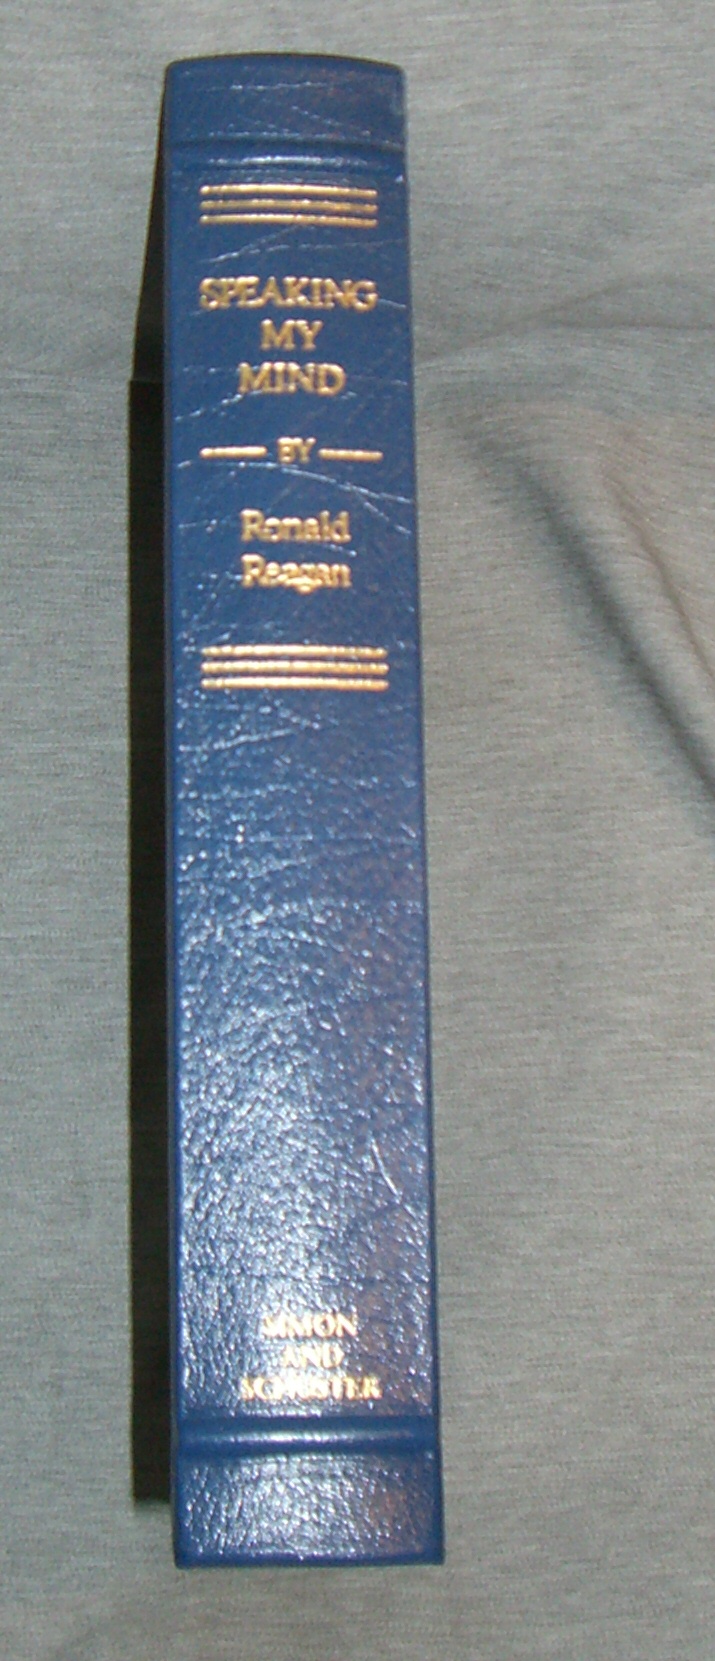 SPEAKING
MY
MIND
BY
Ronald
Reagan
SIMON
AND
SCHUSTER